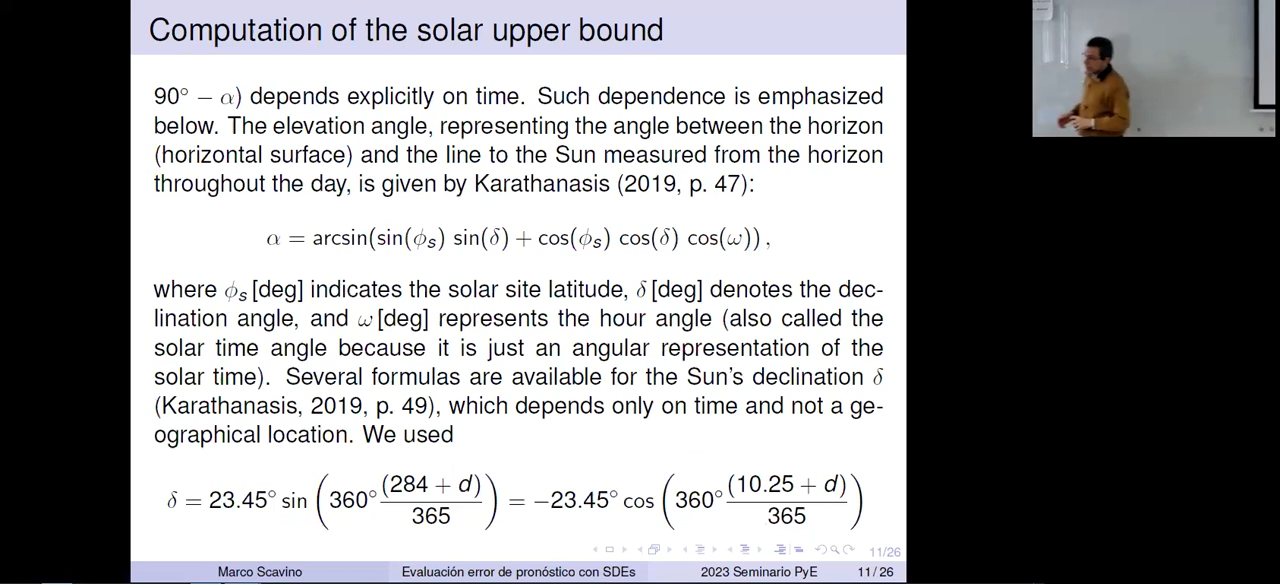 Computation of the solar upper bound
90° − α) depends explicitly on time. Such dependence is emphasized
below. The elevation angle, representing the angle between the horizon
(horizontal surface) and the line to the Sun measured from the horizon
throughout the day, is given by Karathanasis (2019, p. 47):
α = arcsin(sin(ϕₛ) sin(δ) + cos(ϕₛ) cos(δ) cos(ω)) ,
where ϕₛ [deg] indicates the solar site latitude, δ [deg] denotes the dec-
lination angle, and ω [deg] represents the hour angle (also called the
solar time angle because it is just an angular representation of the
solar time). Several formulas are available for the Sun's declination δ
(Karathanasis, 2019, p. 49), which depends only on time and not a ge-
ographical location. We used
δ = 23.45° sin (360° (284 + d)/365) = −23.45° cos (360° (10.25 + d)/365)
11/26
Marco Scavino Evaluación error de pronóstico con SDEs 2023 Seminario PyE 11 / 26